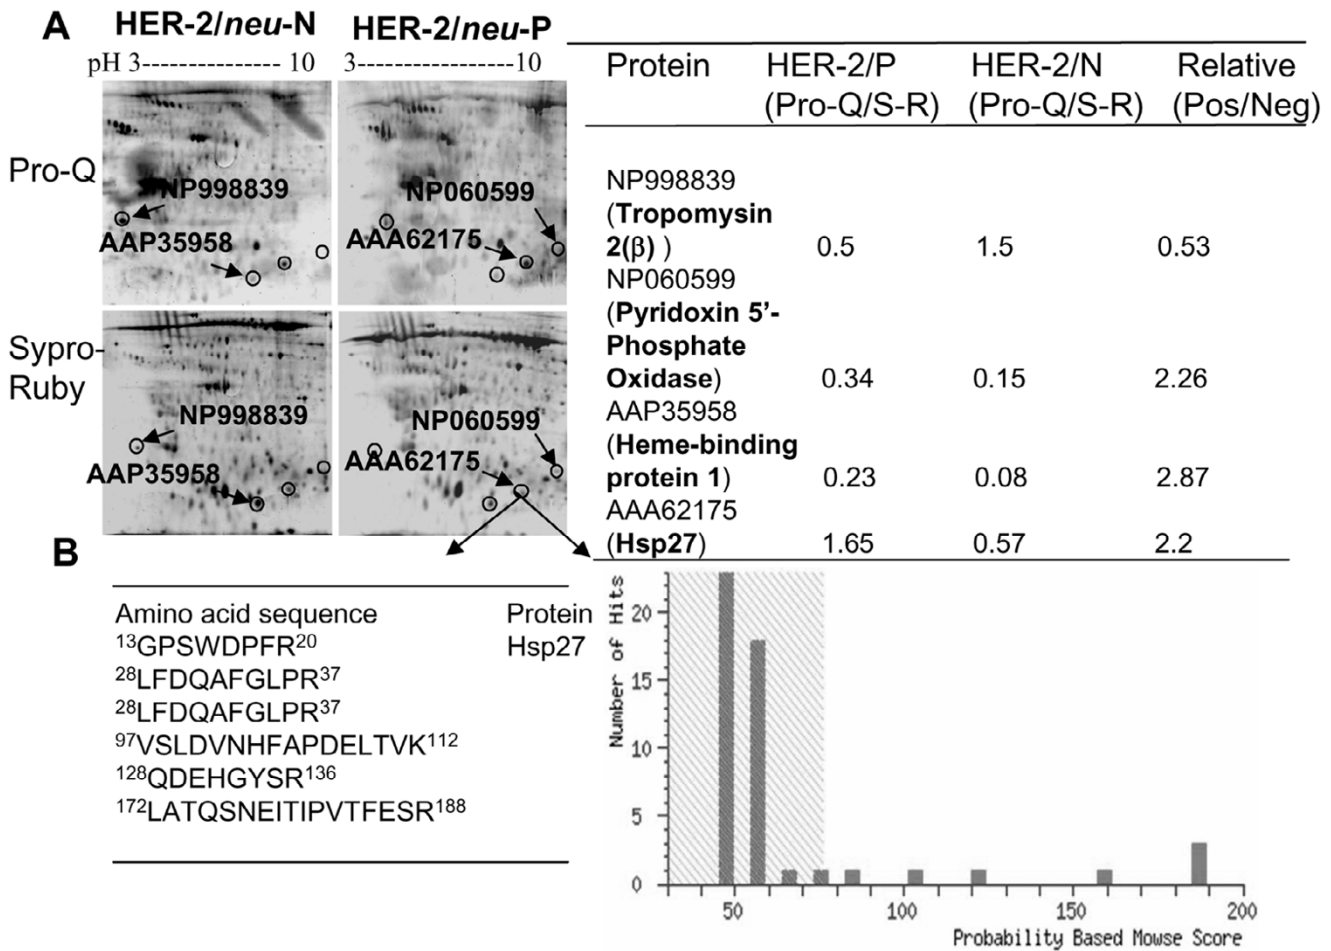 A
HER-2/neu-N
HER-2/neu-P
pH 3--------------- 10
3-----------------10
Pro-Q
NP998839
AAP35958
NP060599
AAA62175
Sypro-
Ruby
NP998839
AAP35958
NP060599
AAA62175
Protein HER-2/P HER-2/N Relative
(Pro-Q/S-R) (Pro-Q/S-R) (Pos/Neg)
NP998839
(Tropomysin
2(β) ) 0.5 1.5 0.53
NP060599
(Pyridoxin 5’-
Phosphate
Oxidase) 0.34 0.15 2.26
AAP35958
(Heme-binding
protein 1) 0.23 0.08 2.87
AAA62175
(Hsp27) 1.65 0.57 2.2
B
Amino acid sequence Protein
¹³GPSWDPFR²⁰ Hsp27
²⁸LFDQAFGLPR³⁷
²⁸LFDQAFGLPR³⁷
⁹⁷VSLDVNHFAPDELTVK¹¹²
¹²⁸QDEHGYSR¹³⁶
¹⁷²LATQSNEITIPVTFESR¹⁸⁸
Number of Hits
20
15
10
5
0
50 100 150 200
Probability Based Mowse Score